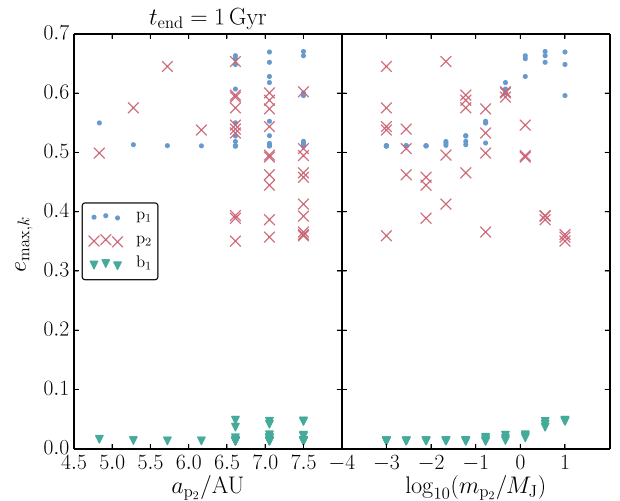 t_end = 1 Gyr
e_max,k
0.7
0.6
0.5
0.4
0.3
0.2
0.1
0.0
p₁
p₂
b₁
4.5 5.0 5.5 6.0 6.5 7.0 7.5 −4 −3 −2 −1 0 1 2
a_p₂/AU log₁₀(m_p₂/M_J)